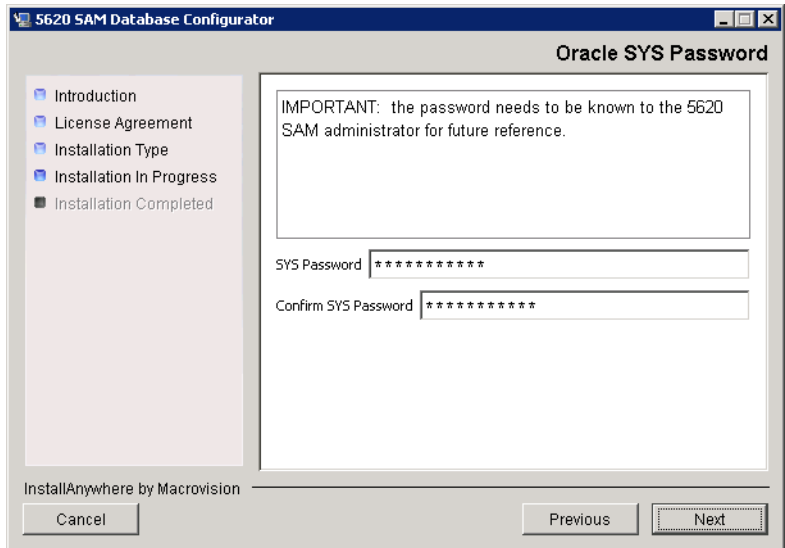 5620 SAM Database Configurator
Oracle SYS Password
Introduction
License Agreement
Installation Type
Installation In Progress
Installation Completed
IMPORTANT:  the password needs to be known to the 5620
SAM administrator for future reference.
SYS Password ***********
Confirm SYS Password ***********
InstallAnywhere by Macrovision
Cancel
Previous
Next